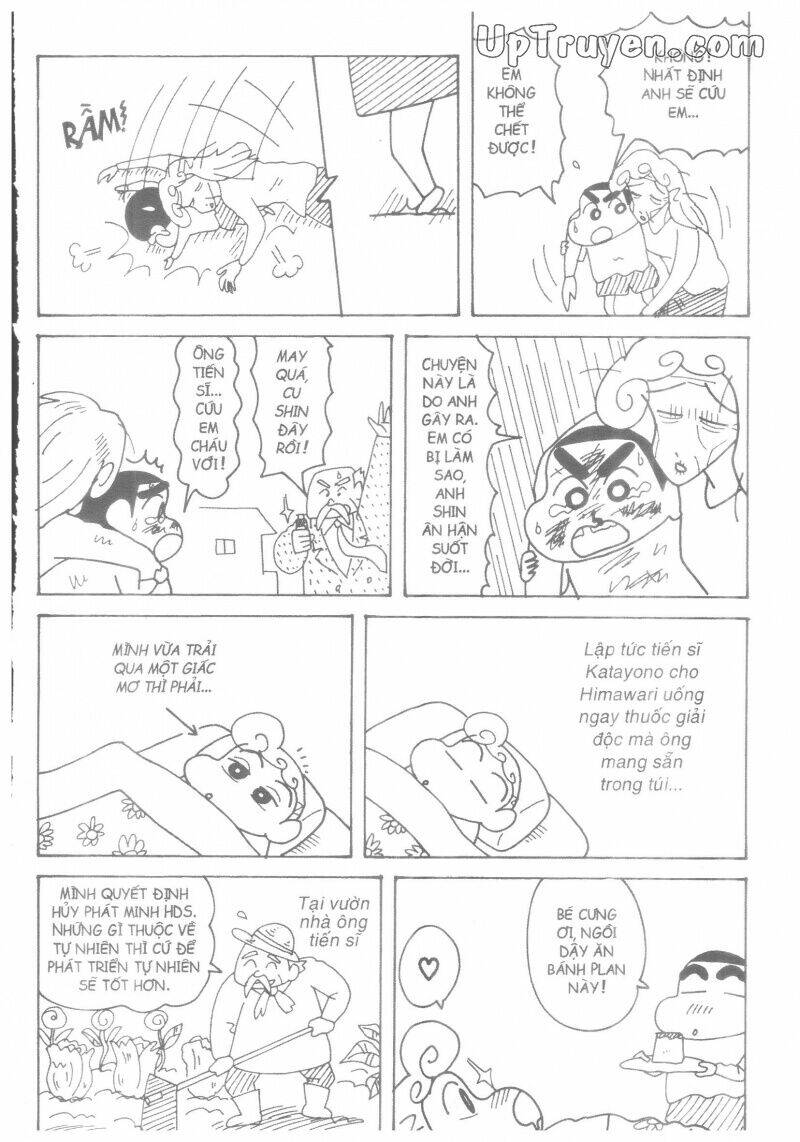 UpTruyen.com
KHÔNG!
NHẤT ĐỊNH
ANH SẼ CỨU
EM...
EM
KHÔNG
THỂ
CHẾT
ĐƯỢC!
RẦM!
CHUYỆN
NÀY LÀ
DO ANH
GÂY RA.
EM CÓ
BỊ LÀM
SAO,
ANH
SHIN
ÂN HẬN
SUỐT
ĐỜI...
MAY
QUÁ,
CU
SHIN
ĐÂY
RỒI!
ÔNG
TIẾN
SĨ...
CỨU
EM
CHÁU
VỚI!
Lập tức tiến sĩ
Katayono cho
Himawari uống
ngay thuốc giải
độc mà ông
mang sẵn
trong túi...
MÌNH VỪA TRẢI
QUA MỘT GIẤC
MƠ THÌ PHẢI...
BÉ CƯNG
ƠI, NGỒI
DẬY ĂN
BÁNH PLAN
NÀY!
Tại vườn
nhà ông
tiến sĩ
MÌNH QUYẾT ĐỊNH
HỦY PHÁT MINH HDS.
NHỮNG GÌ THUỘC VỀ
TỰ NHIÊN THÌ CỨ ĐỂ
PHÁT TRIỂN TỰ NHIÊN
SẼ TỐT HƠN.